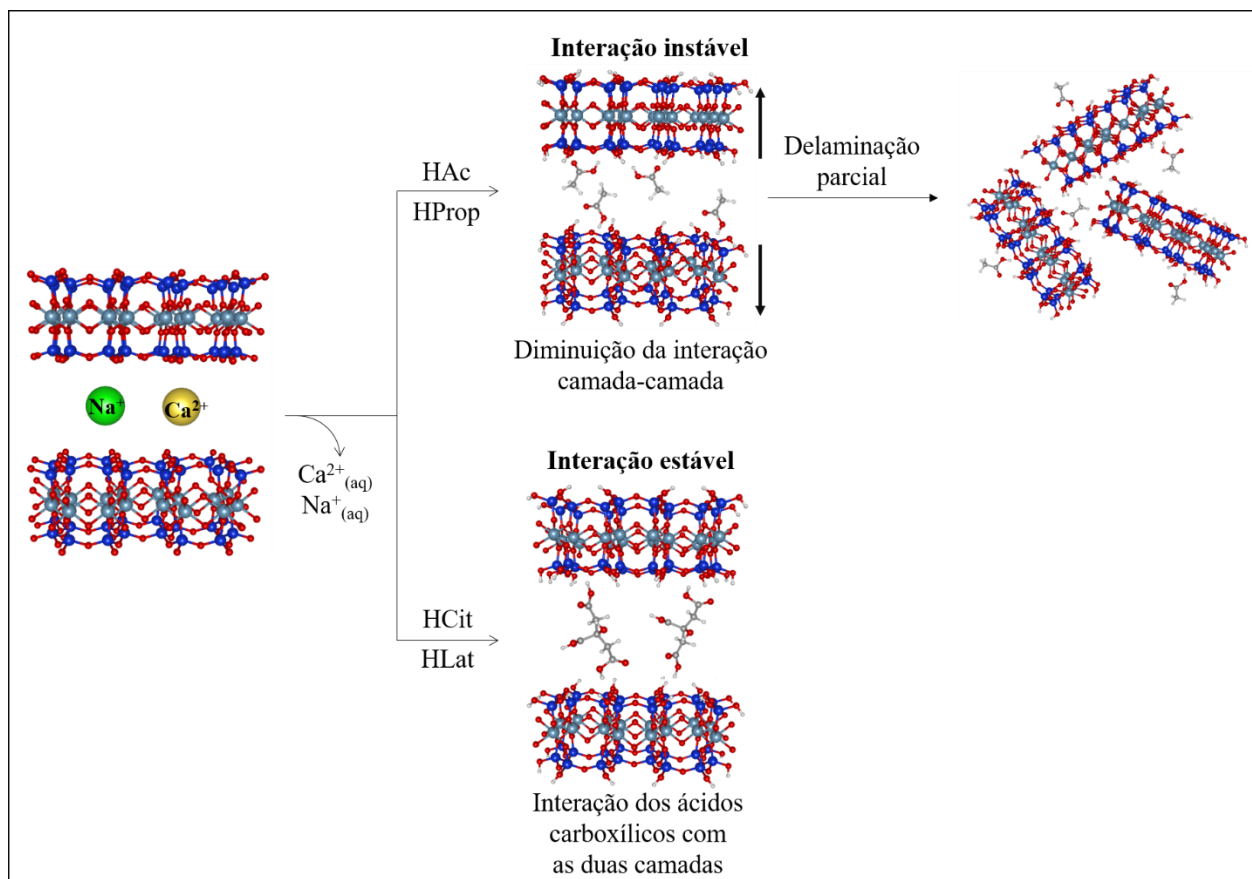 Na⁺
Ca²⁺
Ca²⁺(aq)
Na⁺(aq)
HAc
HProp
Interação instável
Diminuição da interação
camada-camada
Delaminação
parcial
HCit
HLat
Interação estável
Interação dos ácidos
carboxílicos com
as duas camadas